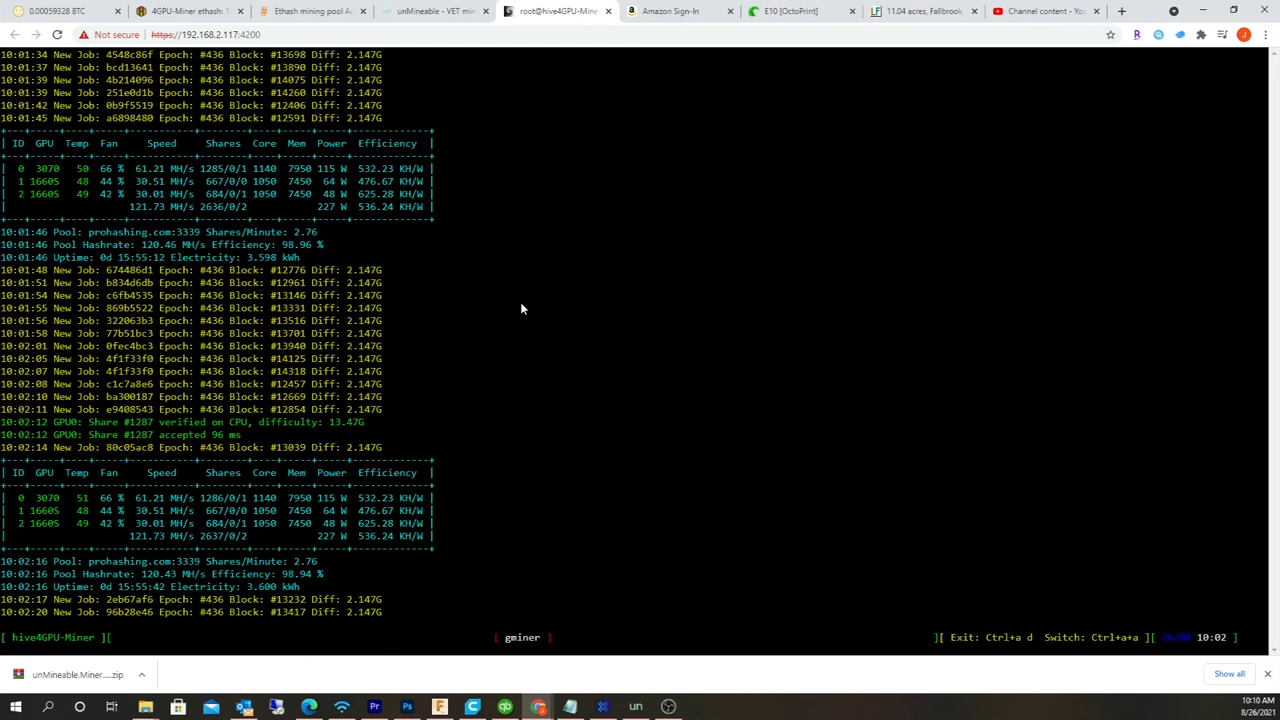 0.00059328 BTC
4GPU-Miner ethash: 1
Ethash mining pool Au
unMineable - VET min
root@hive4GPU-Mine
Amazon Sign-In
E10 [OctoPrint]
11.04 acres, Fallbrook,
Channel content - You
Not secure https://192.168.2.117:4200
10:01:34 New Job: 4548c86f Epoch: #436 Block: #13698 Diff: 2.147G
10:01:37 New Job: bcd13641 Epoch: #436 Block: #13890 Diff: 2.147G
10:01:39 New Job: 4b214096 Epoch: #436 Block: #14075 Diff: 2.147G
10:01:39 New Job: 251e0d1b Epoch: #436 Block: #14260 Diff: 2.147G
10:01:42 New Job: 0b9f5519 Epoch: #436 Block: #12406 Diff: 2.147G
10:01:45 New Job: a6898480 Epoch: #436 Block: #12591 Diff: 2.147G
ID GPU Temp Fan Speed Shares Core Mem Power Efficiency
0 3070 50 66 % 61.21 MH/s 1285/0/1 1140 7950 115 W 532.23 KH/W
1 1660S 48 44 % 30.51 MH/s 667/0/0 1050 7450 64 W 476.67 KH/W
2 1660S 49 42 % 30.01 MH/s 684/0/1 1050 7450 48 W 625.28 KH/W
121.73 MH/s 2636/0/2 227 W 536.24 KH/W
10:01:46 Pool: prohashing.com:3339 Shares/Minute: 2.76
10:01:46 Pool Hashrate: 120.46 MH/s Efficiency: 98.96 %
10:01:46 Uptime: 0d 15:55:12 Electricity: 3.598 kWh
10:01:48 New Job: 674486d1 Epoch: #436 Block: #12776 Diff: 2.147G
10:01:51 New Job: b834d6db Epoch: #436 Block: #12961 Diff: 2.147G
10:01:54 New Job: c6fb4535 Epoch: #436 Block: #13146 Diff: 2.147G
10:01:55 New Job: 869b5522 Epoch: #436 Block: #13331 Diff: 2.147G
10:01:56 New Job: 322063b3 Epoch: #436 Block: #13516 Diff: 2.147G
10:01:58 New Job: 77b51bc3 Epoch: #436 Block: #13701 Diff: 2.147G
10:02:01 New Job: 0fec4bc3 Epoch: #436 Block: #13940 Diff: 2.147G
10:02:05 New Job: 4f1f33f0 Epoch: #436 Block: #14125 Diff: 2.147G
10:02:07 New Job: 4f1f33f0 Epoch: #436 Block: #14318 Diff: 2.147G
10:02:08 New Job: c1c7a8e6 Epoch: #436 Block: #12457 Diff: 2.147G
10:02:10 New Job: ba300187 Epoch: #436 Block: #12669 Diff: 2.147G
10:02:11 New Job: e9408543 Epoch: #436 Block: #12854 Diff: 2.147G
10:02:12 GPU0: Share #1287 verified on CPU, difficulty: 13.47G
10:02:12 GPU0: Share #1287 accepted 96 ms
10:02:14 New Job: 80c05ac8 Epoch: #436 Block: #13039 Diff: 2.147G
ID GPU Temp Fan Speed Shares Core Mem Power Efficiency
0 3070 51 66 % 61.21 MH/s 1286/0/1 1140 7950 115 W 532.23 KH/W
1 1660S 48 44 % 30.51 MH/s 667/0/0 1050 7450 64 W 476.67 KH/W
2 1660S 49 42 % 30.01 MH/s 684/0/1 1050 7450 48 W 625.28 KH/W
121.73 MH/s 2637/0/2 227 W 536.24 KH/W
10:02:16 Pool: prohashing.com:3339 Shares/Minute: 2.76
10:02:16 Pool Hashrate: 120.43 MH/s Efficiency: 98.94 %
10:02:16 Uptime: 0d 15:55:42 Electricity: 3.600 kWh
10:02:17 New Job: 2eb67af6 Epoch: #436 Block: #13232 Diff: 2.147G
10:02:20 New Job: 96b28e46 Epoch: #436 Block: #13417 Diff: 2.147G
[ hive4GPU-Miner ][ [ gminer ] ][ Exit: Ctrl+a d Switch: Ctrl+a+a ][ 26/08 10:02 ]
unMineable.Miner.....zip
Show all
10:10 AM
8/26/2021